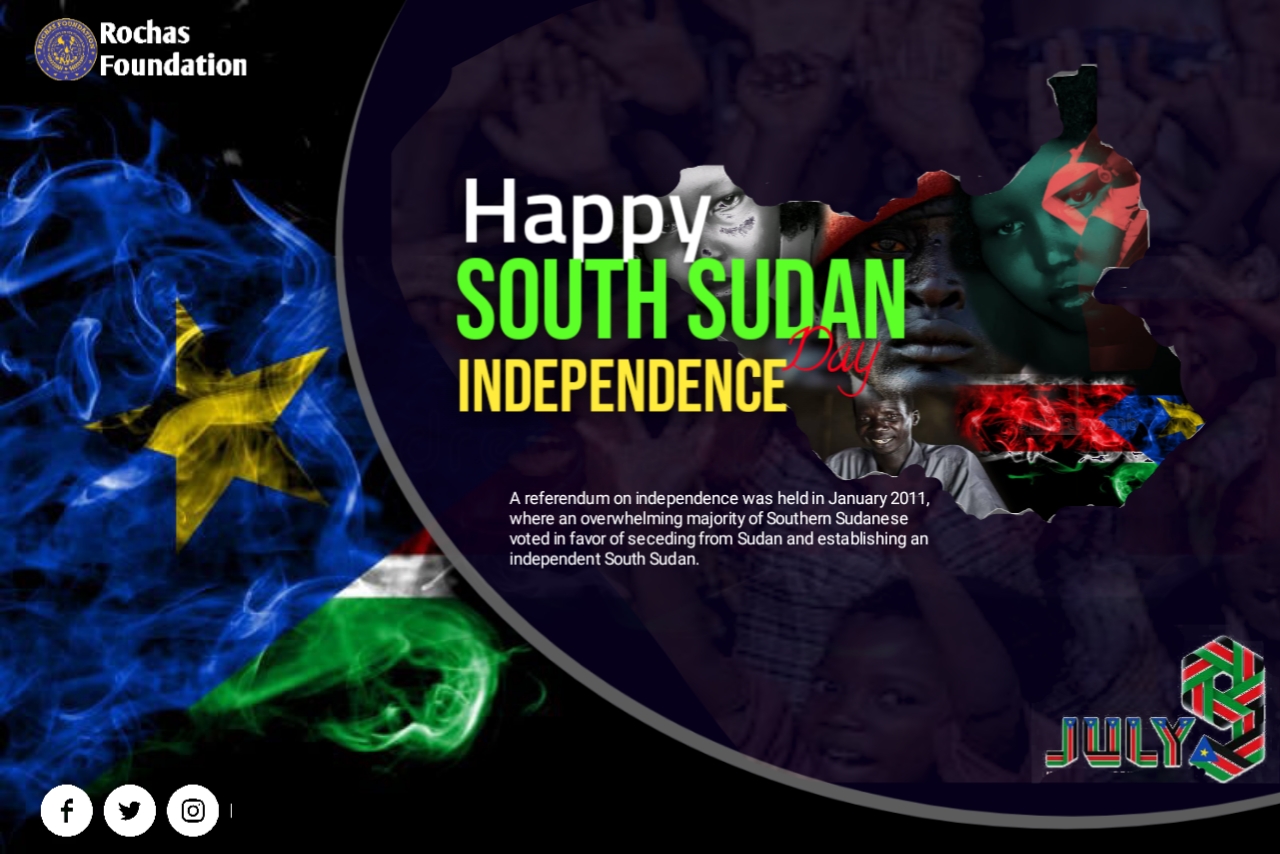 Rochas
Foundation
Happy
SOUTH SUDAN
Day
INDEPENDENCE
A referendum on independence was held in January 2011,
where an overwhelming majority of Southern Sudanese
voted in favor of seceding from Sudan and establishing an
independent South Sudan.
JULY 9